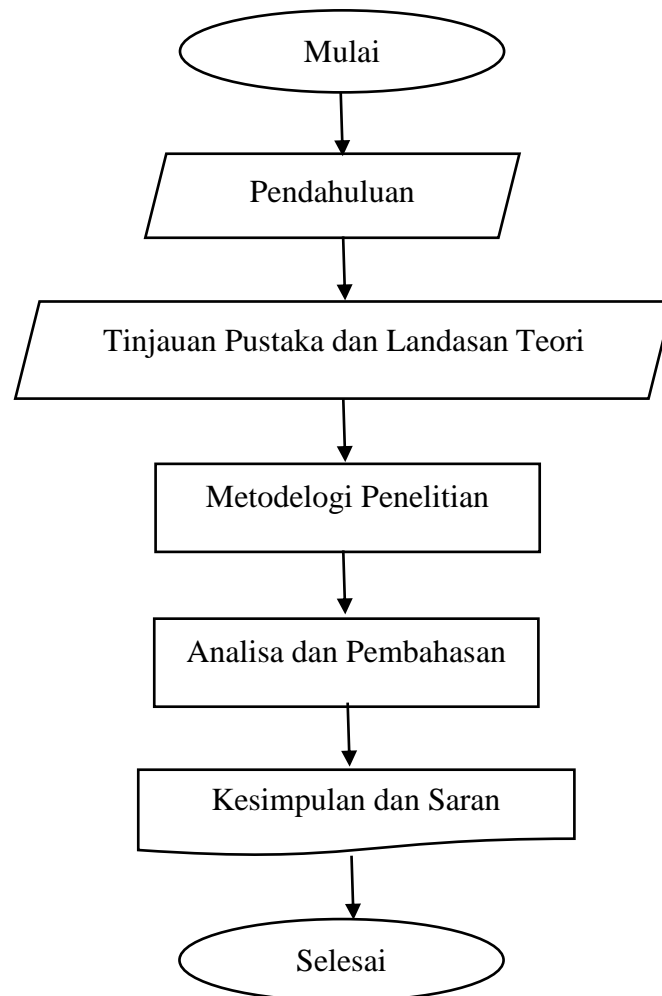 Mulai
Pendahuluan
Tinjauan Pustaka dan Landasan Teori
Metodelogi Penelitian
Analisa dan Pembahasan
Kesimpulan dan Saran
Selesai